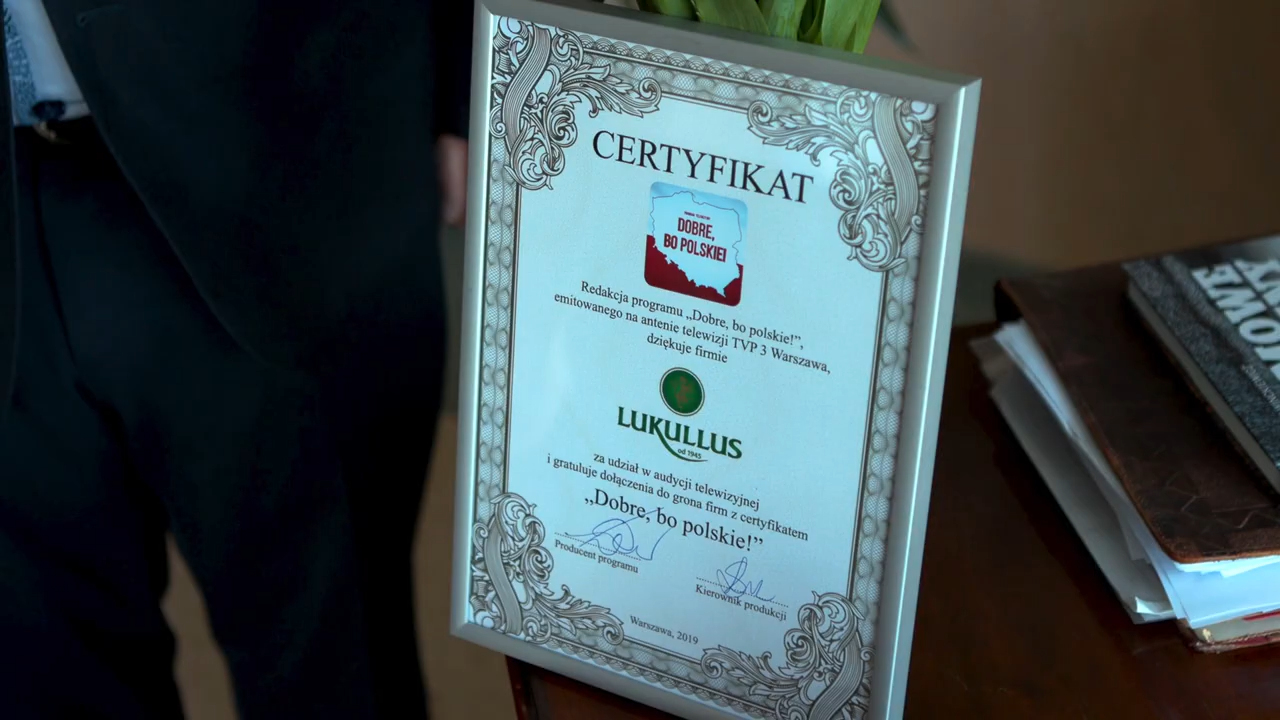 CERTYFIKAT
DOBRE,
BO POLSKIE!
Redakcja programu „Dobre, bo polskie!”,
emitowanego na antenie telewizji TVP 3 Warszawa,
dziękuje firmie
LUKULLUS
od 1945
za udział w audycji telewizyjnej
i gratuluje dołączenia do grona firm z certyfikatem
„Dobre, bo polskie!”
Producent programu
Kierownik produkcji
Warszawa, 2019